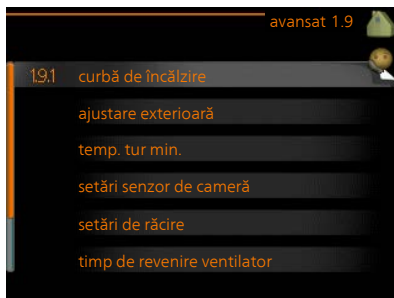 avansat 1.9
1.9.1 curbă de încălzire
ajustare exterioară
temp. tur min.
setări senzor de cameră
setări de răcire
timp de revenire ventilator